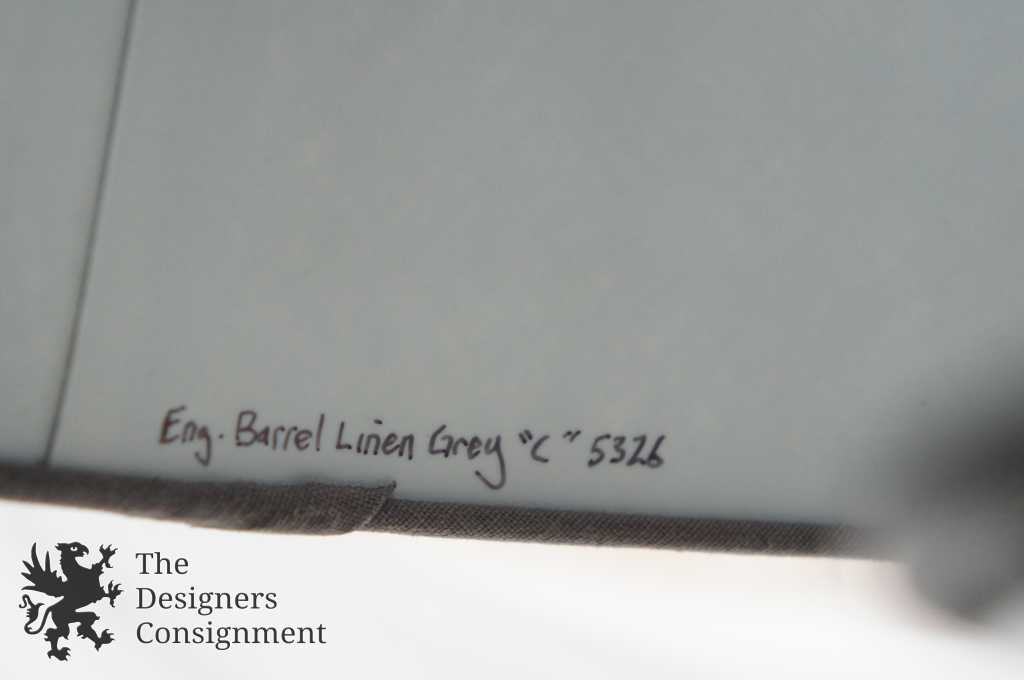 Eng. Barrel Linen Grey "C" 5326
The
Designers
Consignment